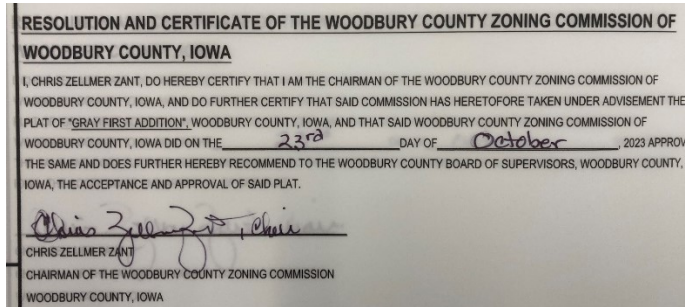 RESOLUTION AND CERTIFICATE OF THE WOODBURY COUNTY ZONING COMMISSION OF
WOODBURY COUNTY, IOWA
I, CHRIS ZELLMER ZANT, DO HEREBY CERTIFY THAT I AM THE CHAIRMAN OF THE WOODBURY COUNTY ZONING COMMISSION OF
WOODBURY COUNTY, IOWA, AND DO FURTHER CERTIFY THAT SAID COMMISSION HAS HERETOFORE TAKEN UNDER ADVISEMENT THE
PLAT OF "GRAY FIRST ADDITION", WOODBURY COUNTY, IOWA, AND THAT SAID WOODBURY COUNTY ZONING COMMISSION OF
WOODBURY COUNTY, IOWA DID ON THE 23rd DAY OF October, 2023 APPROV
THE SAME AND DOES FURTHER HEREBY RECOMMEND TO THE WOODBURY COUNTY BOARD OF SUPERVISORS, WOODBURY COUNTY,
IOWA, THE ACCEPTANCE AND APPROVAL OF SAID PLAT.
Chris Zellmer Zant, Chair
CHRIS ZELLMER ZANT
CHAIRMAN OF THE WOODBURY COUNTY ZONING COMMISSION
WOODBURY COUNTY, IOWA